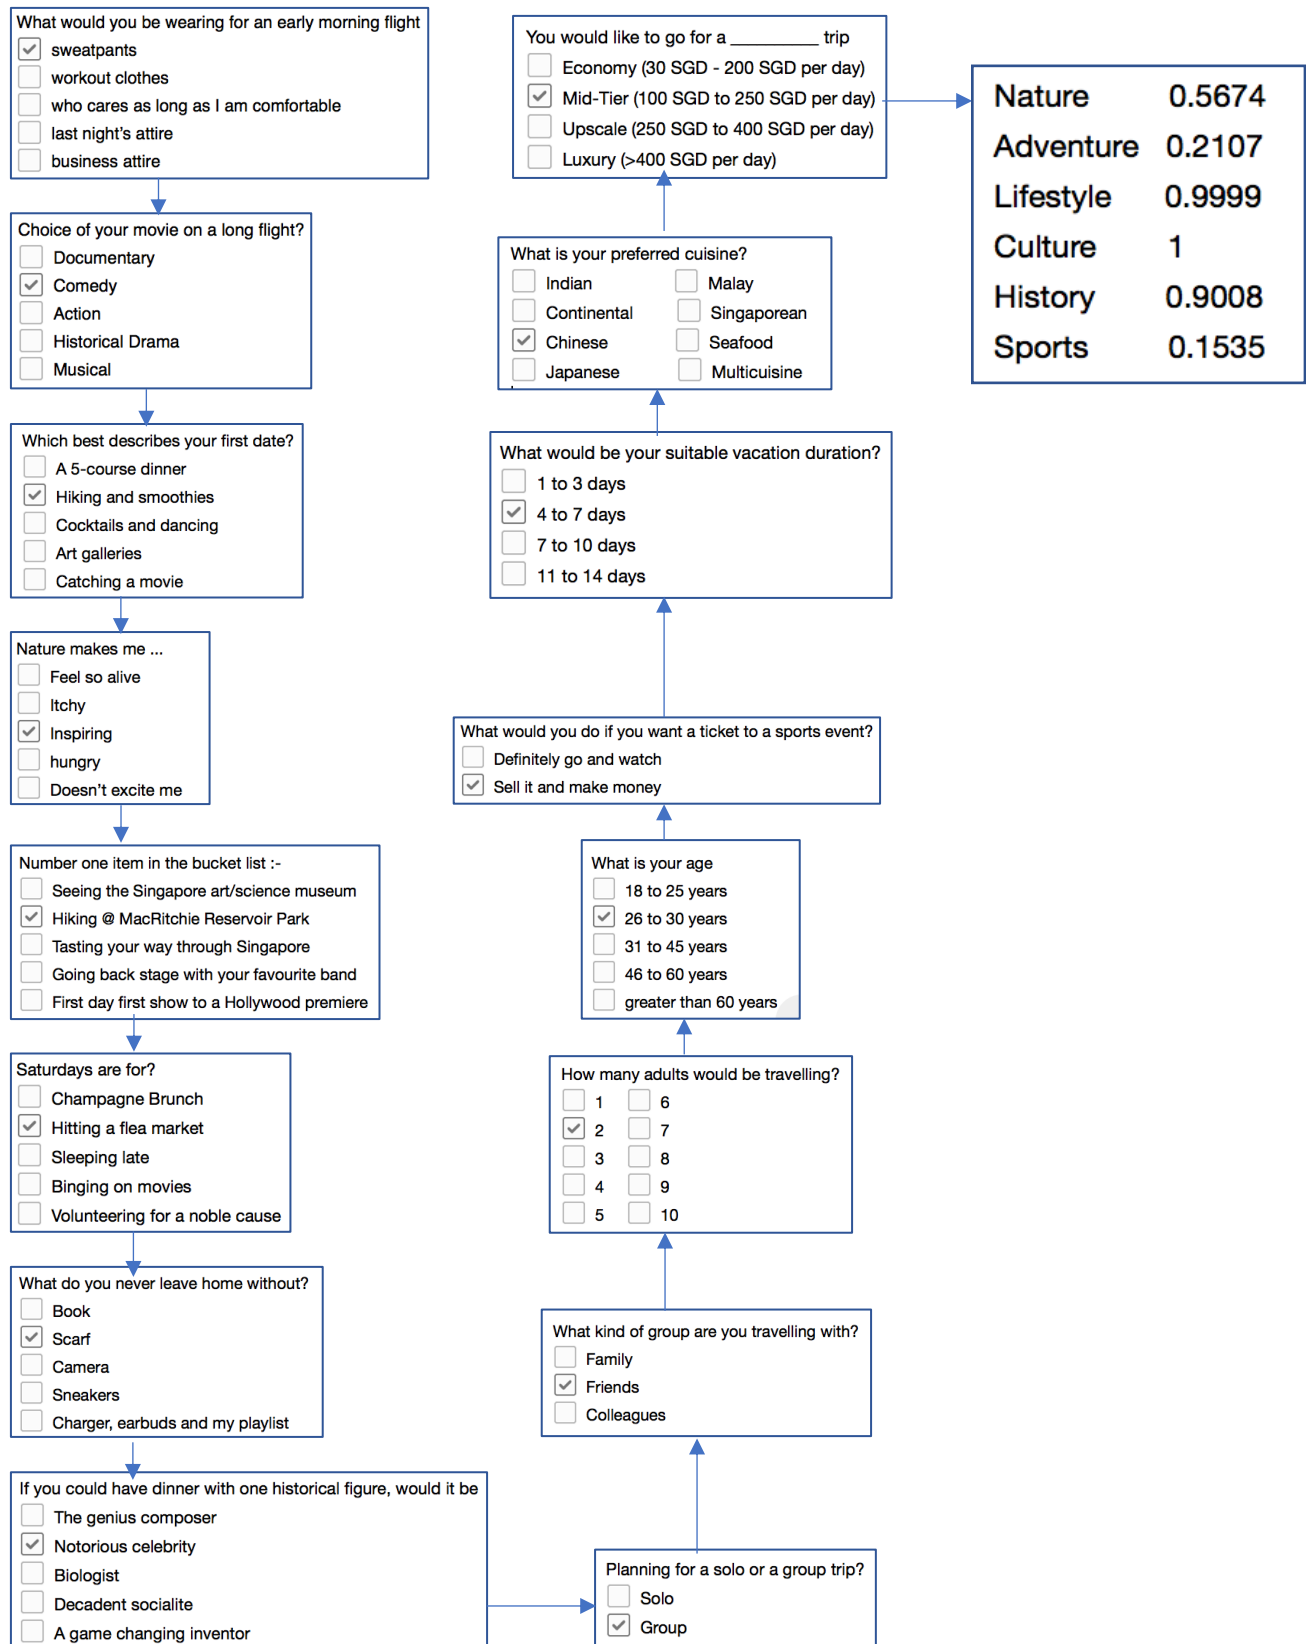 What would you be wearing for an early morning flight
sweatpants
workout clothes
who cares as long as I am comfortable
last night's attire
business attire
Choice of your movie on a long flight?
Documentary
Comedy
Action
Historical Drama
Musical
Which best describes your first date?
A 5-course dinner
Hiking and smoothies
Cocktails and dancing
Art galleries
Catching a movie
Nature makes me ...
Feel so alive
Itchy
Inspiring
hungry
Doesn't excite me
Number one item in the bucket list :-
Seeing the Singapore art/science museum
Hiking @ MacRitchie Reservoir Park
Tasting your way through Singapore
Going back stage with your favourite band
First day first show to a Hollywood premiere
Saturdays are for?
Champagne Brunch
Hitting a flea market
Sleeping late
Binging on movies
Volunteering for a noble cause
What do you never leave home without?
Book
Scarf
Camera
Sneakers
Charger, earbuds and my playlist
If you could have dinner with one historical figure, would it be
The genius composer
Notorious celebrity
Biologist
Decadent socialite
A game changing inventor
Planning for a solo or a group trip?
Solo
Group
What kind of group are you travelling with?
Family
Friends
Colleagues
How many adults would be travelling?
1 6
2 7
3 8
4 9
5 10
What is your age
18 to 25 years
26 to 30 years
31 to 45 years
46 to 60 years
greater than 60 years
What would you do if you want a ticket to a sports event?
Definitely go and watch
Sell it and make money
What would be your suitable vacation duration?
1 to 3 days
4 to 7 days
7 to 10 days
11 to 14 days
What is your preferred cuisine?
Indian Malay
Continental Singaporean
Chinese Seafood
Japanese Multicuisine
You would like to go for a _________ trip
Economy (30 SGD - 200 SGD per day)
Mid-Tier (100 SGD to 250 SGD per day)
Upscale (250 SGD to 400 SGD per day)
Luxury (>400 SGD per day)
Nature 0.5674
Adventure 0.2107
Lifestyle 0.9999
Culture 1
History 0.9008
Sports 0.1535